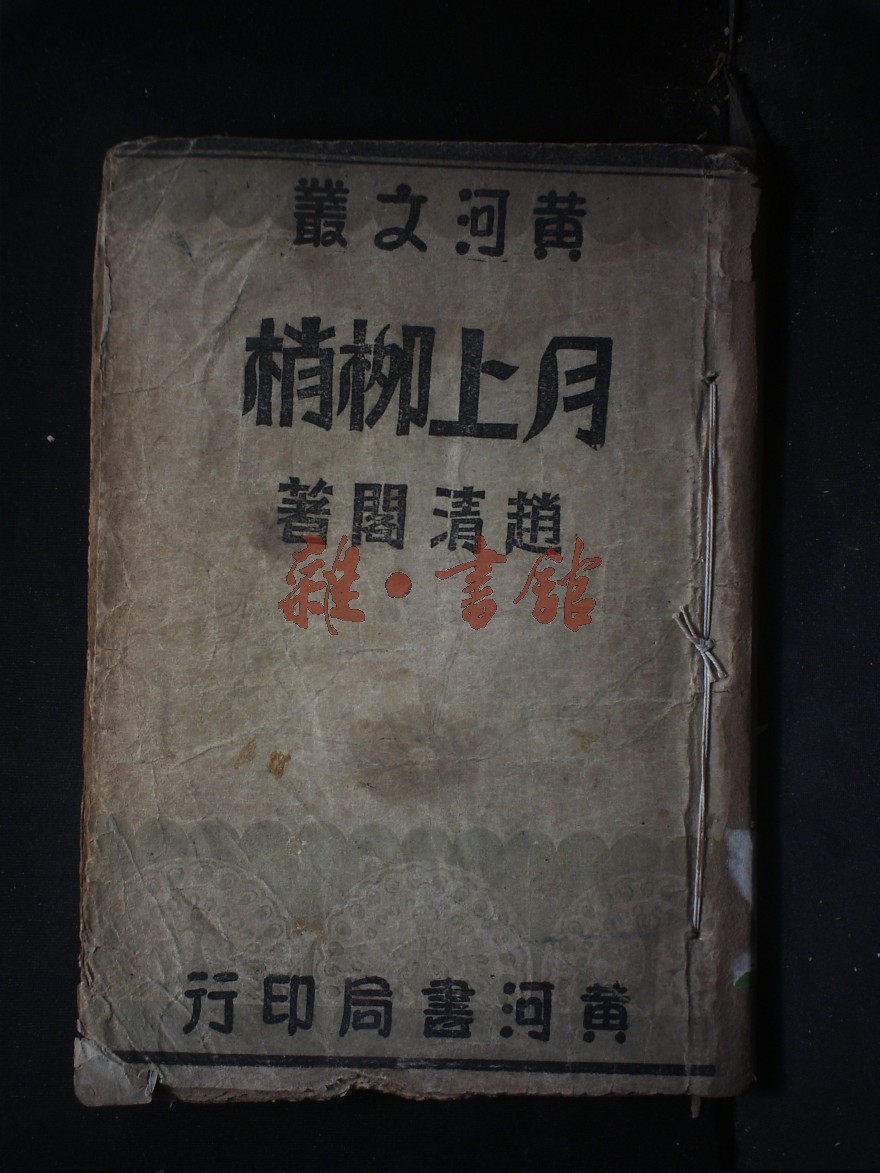 黃河文叢
月上柳梢
趙清閣著
雜·書館
黃河書局印行